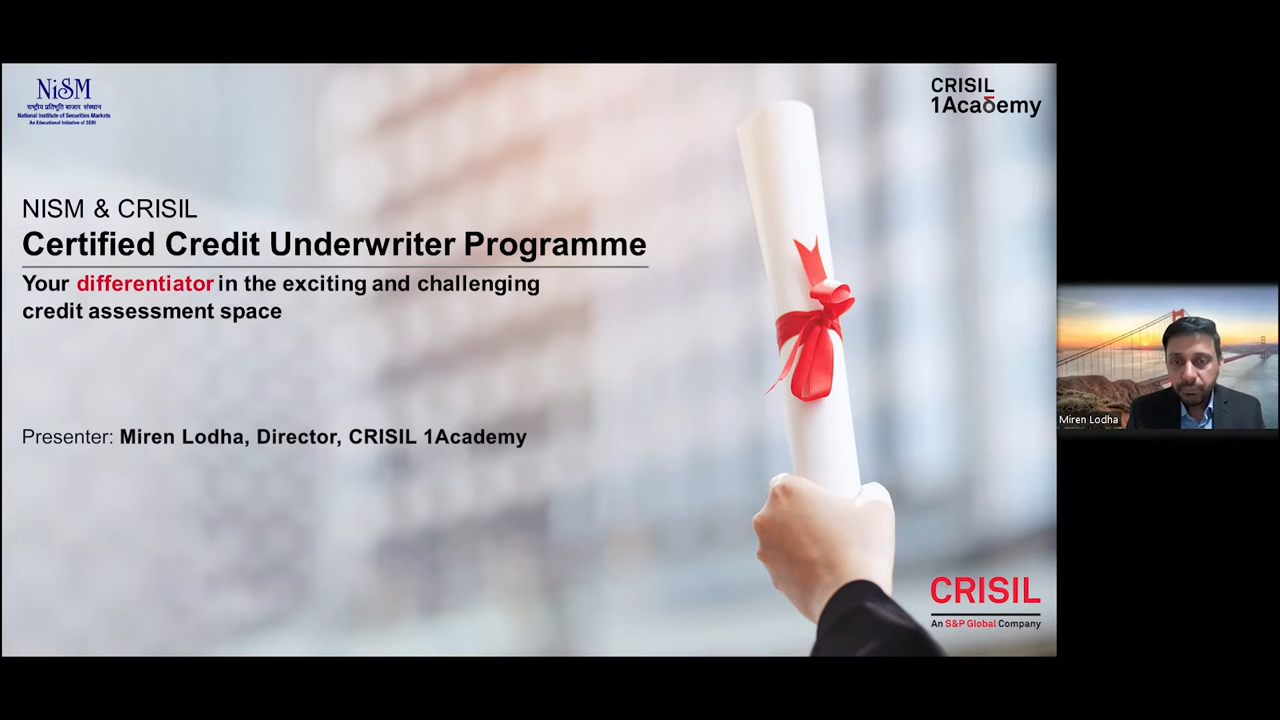 NiSM
राष्ट्रीय प्रतिभूति बाजार संस्थान
National Institute of Securities Markets
An Educational Initiative of SEBI
CRISIL
1Academy
NISM & CRISIL
Certified Credit Underwriter Programme
Your differentiator in the exciting and challenging
credit assessment space
Presenter: Miren Lodha, Director, CRISIL 1Academy
Miren Lodha
CRISIL
An S&P Global Company